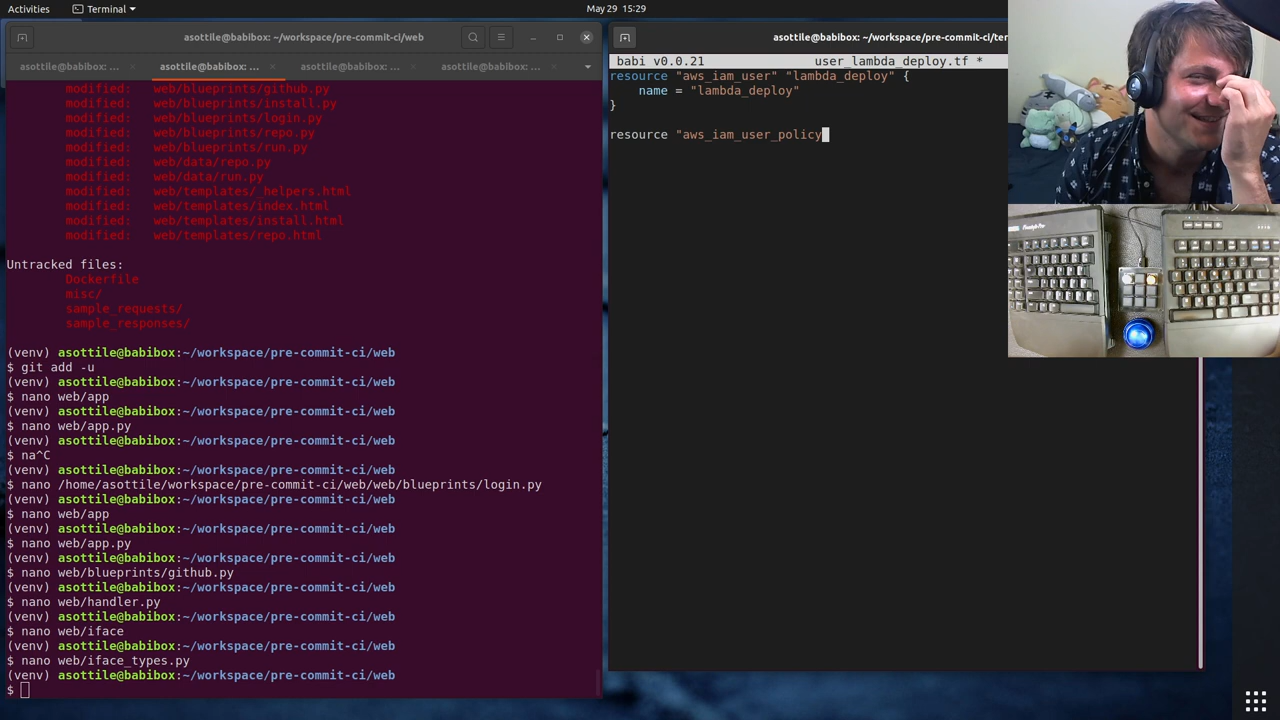 Activities
Terminal
May 29 15:29
asottile@babibox: ~/workspace/pre-commit-ci/web
asottile@babibox: ...
asottile@babibox: ...
asottile@babibox: ...
asottile@babibox: ...
modified: web/blueprints/github.py
modified: web/blueprints/install.py
modified: web/blueprints/login.py
modified: web/blueprints/repo.py
modified: web/blueprints/run.py
modified: web/data/repo.py
modified: web/data/run.py
modified: web/templates/_helpers.html
modified: web/templates/index.html
modified: web/templates/install.html
modified: web/templates/repo.html
Untracked files:
Dockerfile
misc/
sample_requests/
sample_responses/
(venv) asottile@babibox:~/workspace/pre-commit-ci/web
$ git add -u
(venv) asottile@babibox:~/workspace/pre-commit-ci/web
$ nano web/app
(venv) asottile@babibox:~/workspace/pre-commit-ci/web
$ nano web/app.py
(venv) asottile@babibox:~/workspace/pre-commit-ci/web
$ na^C
(venv) asottile@babibox:~/workspace/pre-commit-ci/web
$ nano /home/asottile/workspace/pre-commit-ci/web/web/blueprints/login.py
(venv) asottile@babibox:~/workspace/pre-commit-ci/web
$ nano web/app
(venv) asottile@babibox:~/workspace/pre-commit-ci/web
$ nano web/app.py
(venv) asottile@babibox:~/workspace/pre-commit-ci/web
$ nano web/blueprints/github.py
(venv) asottile@babibox:~/workspace/pre-commit-ci/web
$ nano web/handler.py
(venv) asottile@babibox:~/workspace/pre-commit-ci/web
$ nano web/iface
(venv) asottile@babibox:~/workspace/pre-commit-ci/web
$ nano web/iface_types.py
(venv) asottile@babibox:~/workspace/pre-commit-ci/web
$
asottile@babibox: ~/workspace/pre-commit-ci/ter
babi v0.0.21 user_lambda_deploy.tf *
resource "aws_iam_user" "lambda_deploy" {
name = "lambda_deploy"
}
resource "aws_iam_user_policy